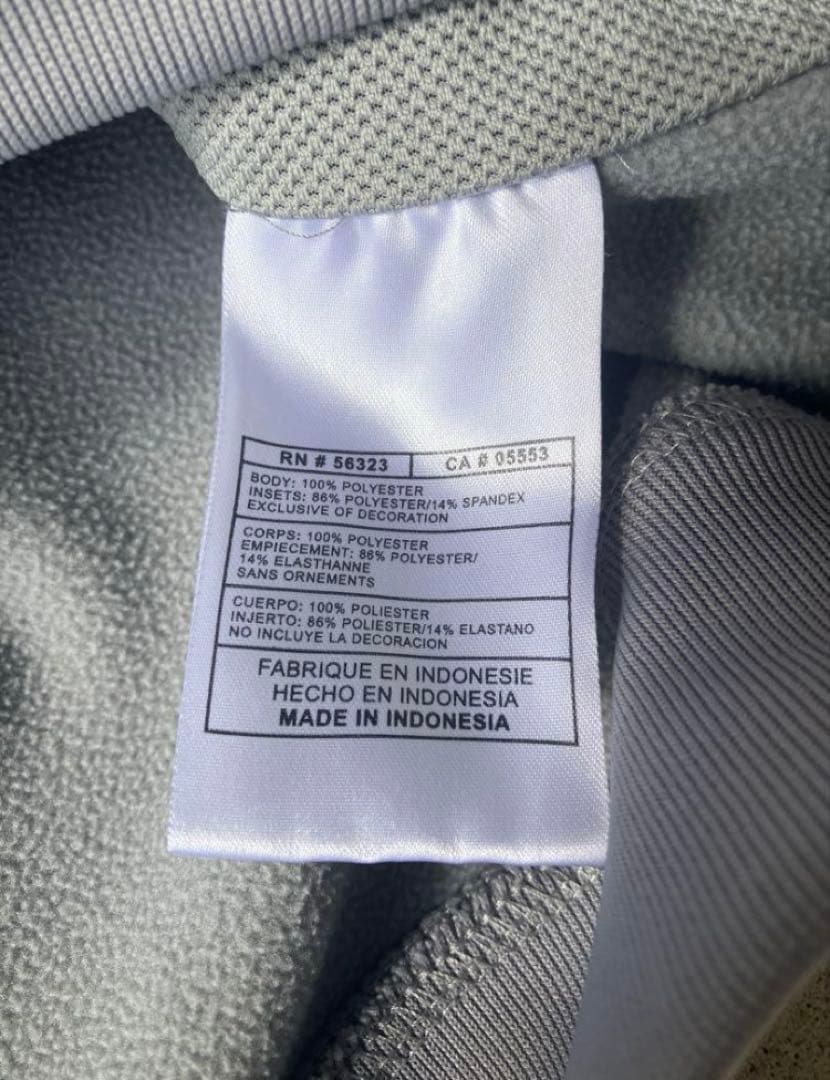 RN # 56323 CA # 05553
BODY: 100% POLYESTER
INSETS: 86% POLYESTER/14% SPANDEX
EXCLUSIVE OF DECORATION
CORPS: 100% POLYESTER
EMPIECEMENT: 86% POLYESTER/
14% ELASTHANNE
SANS ORNEMENTS
CUERPO: 100% POLIESTER
INJERTO: 86% POLIESTER/14% ELASTANO
NO INCLUYE LA DECORACION
FABRIQUE EN INDONESIE
HECHO EN INDONESIA
MADE IN INDONESIA